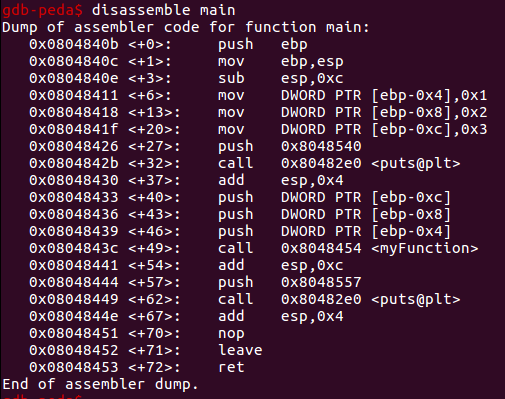 gdb-peda$ disassemble main
Dump of assembler code for function main:
   0x0804840b <+0>:     push   ebp
   0x0804840c <+1>:     mov    ebp,esp
   0x0804840e <+3>:     sub    esp,0xc
   0x08048411 <+6>:     mov    DWORD PTR [ebp-0x4],0x1
   0x08048418 <+13>:    mov    DWORD PTR [ebp-0x8],0x2
   0x0804841f <+20>:    mov    DWORD PTR [ebp-0xc],0x3
   0x08048426 <+27>:    push   0x8048540
   0x0804842b <+32>:    call   0x80482e0 <puts@plt>
   0x08048430 <+37>:    add    esp,0x4
   0x08048433 <+40>:    push   DWORD PTR [ebp-0xc]
   0x08048436 <+43>:    push   DWORD PTR [ebp-0x8]
   0x08048439 <+46>:    push   DWORD PTR [ebp-0x4]
   0x0804843c <+49>:    call   0x8048454 <myFunction>
   0x08048441 <+54>:    add    esp,0xc
   0x08048444 <+57>:    push   0x8048557
   0x08048449 <+62>:    call   0x80482e0 <puts@plt>
   0x0804844e <+67>:    add    esp,0x4
   0x08048451 <+70>:    nop
   0x08048452 <+71>:    leave
   0x08048453 <+72>:    ret
End of assembler dump.